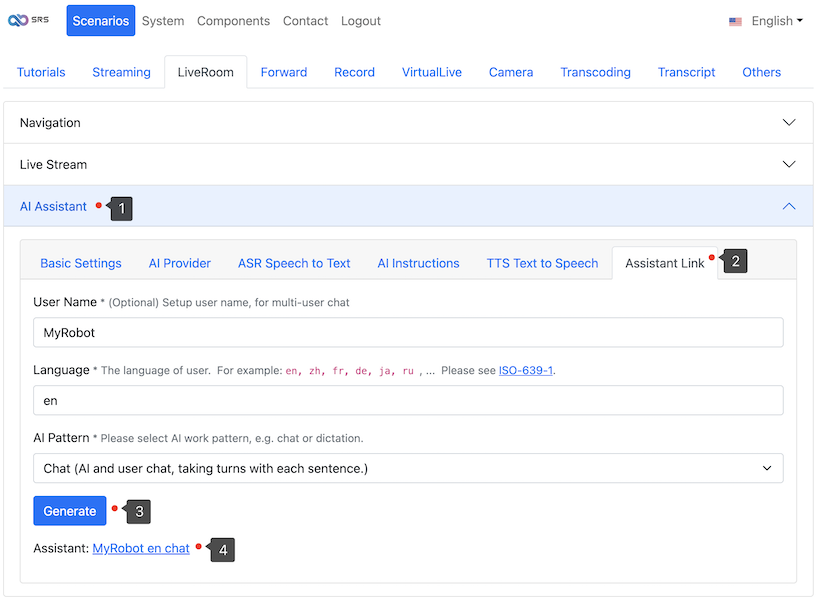 SRS Scenarios System Components Contact Logout English
Tutorials Streaming LiveRoom Forward Record VirtualLive Camera Transcoding Transcript Others
Navigation
Live Stream
AI Assistant 1
Basic Settings AI Provider ASR Speech to Text AI Instructions TTS Text to Speech Assistant Link 2
User Name * (Optional) Setup user name, for multi-user chat
MyRobot
Language * The language of user. For example: en, zh, fr, de, ja, ru , ... Please see ISO-639-1.
en
AI Pattern * Please select AI work pattern, e.g. chat or dictation.
Chat (AI and user chat, taking turns with each sentence.)
Generate 3
Assistant: MyRobot en chat 4